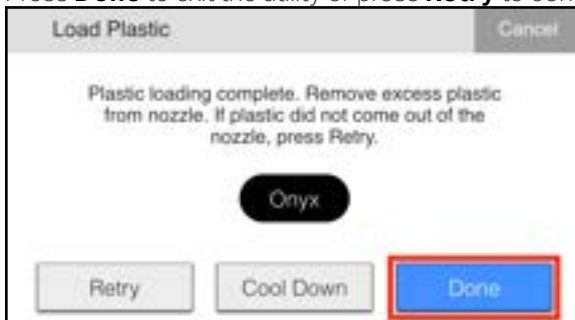 Press Done to exit the utility or press Retry to con
Load Plastic
Cancel
Plastic loading complete. Remove excess plastic
from nozzle. If plastic did not come out of the
nozzle, press Retry.
Onyx
Retry
Cool Down
Done